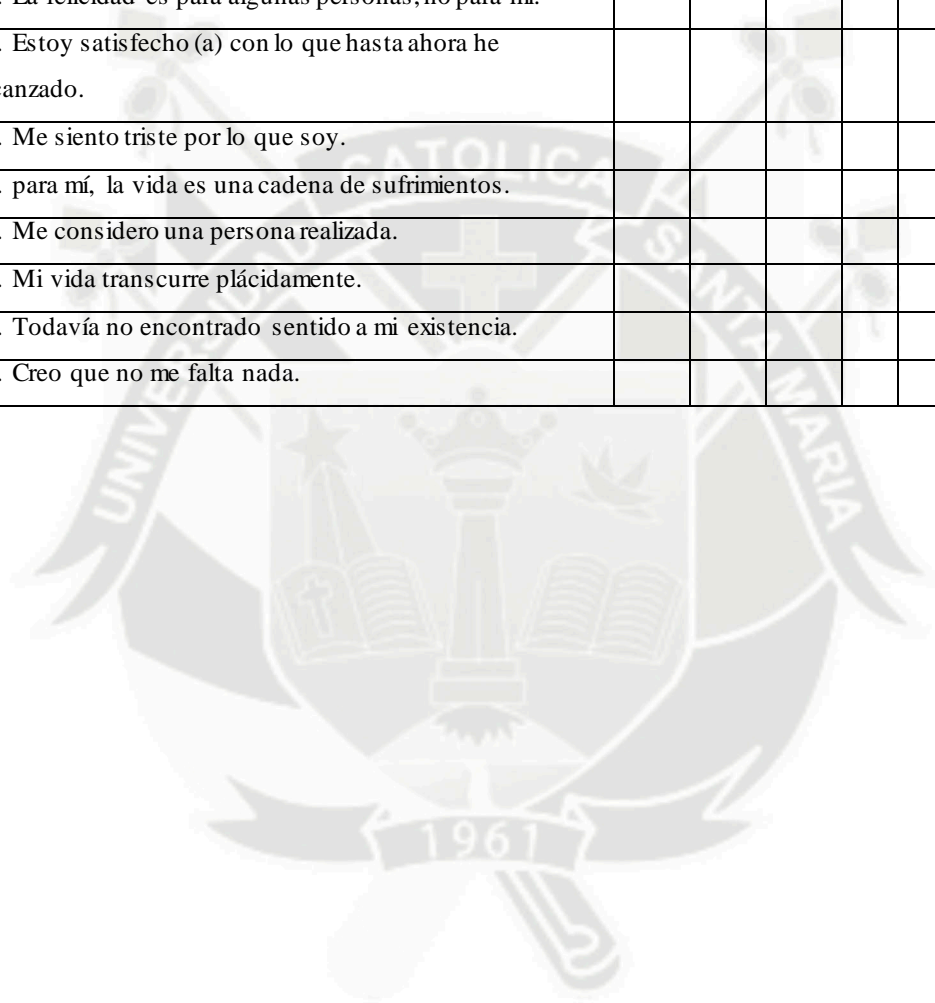 . La felicidad es para algunas personas, no para mí.
. Estoy satisfecho (a) con lo que hasta ahora he
canzado.
. Me siento triste por lo que soy.
. para mí, la vida es una cadena de sufrimientos.
. Me considero una persona realizada.
. Mi vida transcurre plácidamente.
. Todavía no encontrado sentido a mi existencia.
. Creo que no me falta nada.
UNIVERSIDAD CATOLICA SANTA MARIA
1961